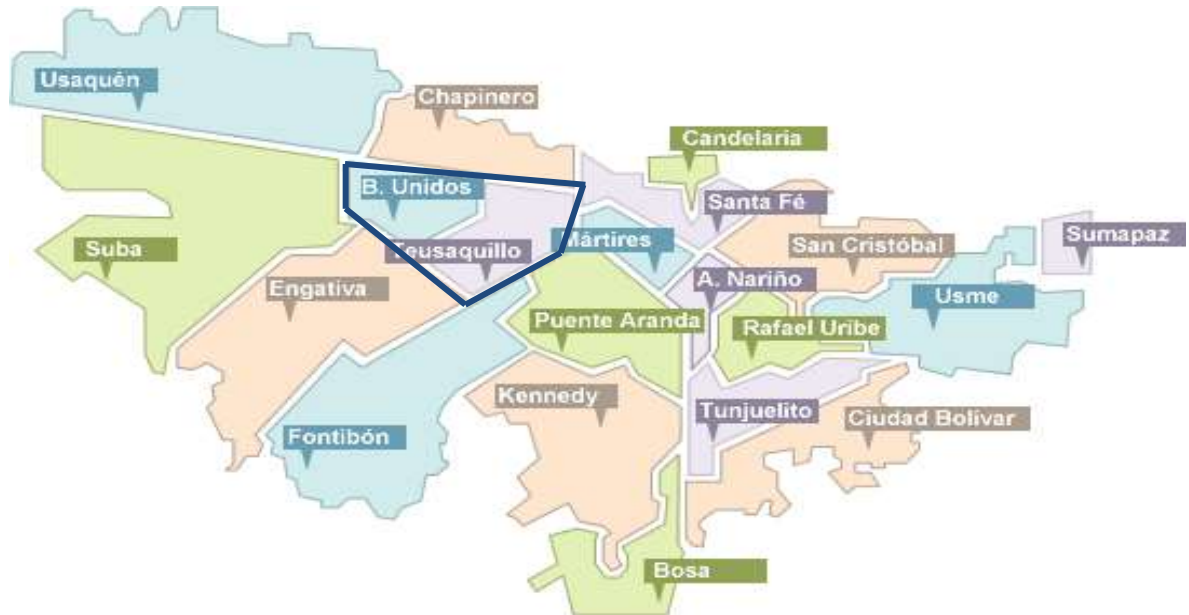 Usaquén
Chapinero
Candelaria
B. Unidos
Santa Fé
Suba
Teusaquillo
Mártires
San Cristóbal
Sumapaz
Engativa
A. Nariño
Usme
Puente Aranda
Rafael Uribe
Kennedy
Tunjuelito
Ciudad Bolivar
Fontibón
Bosa